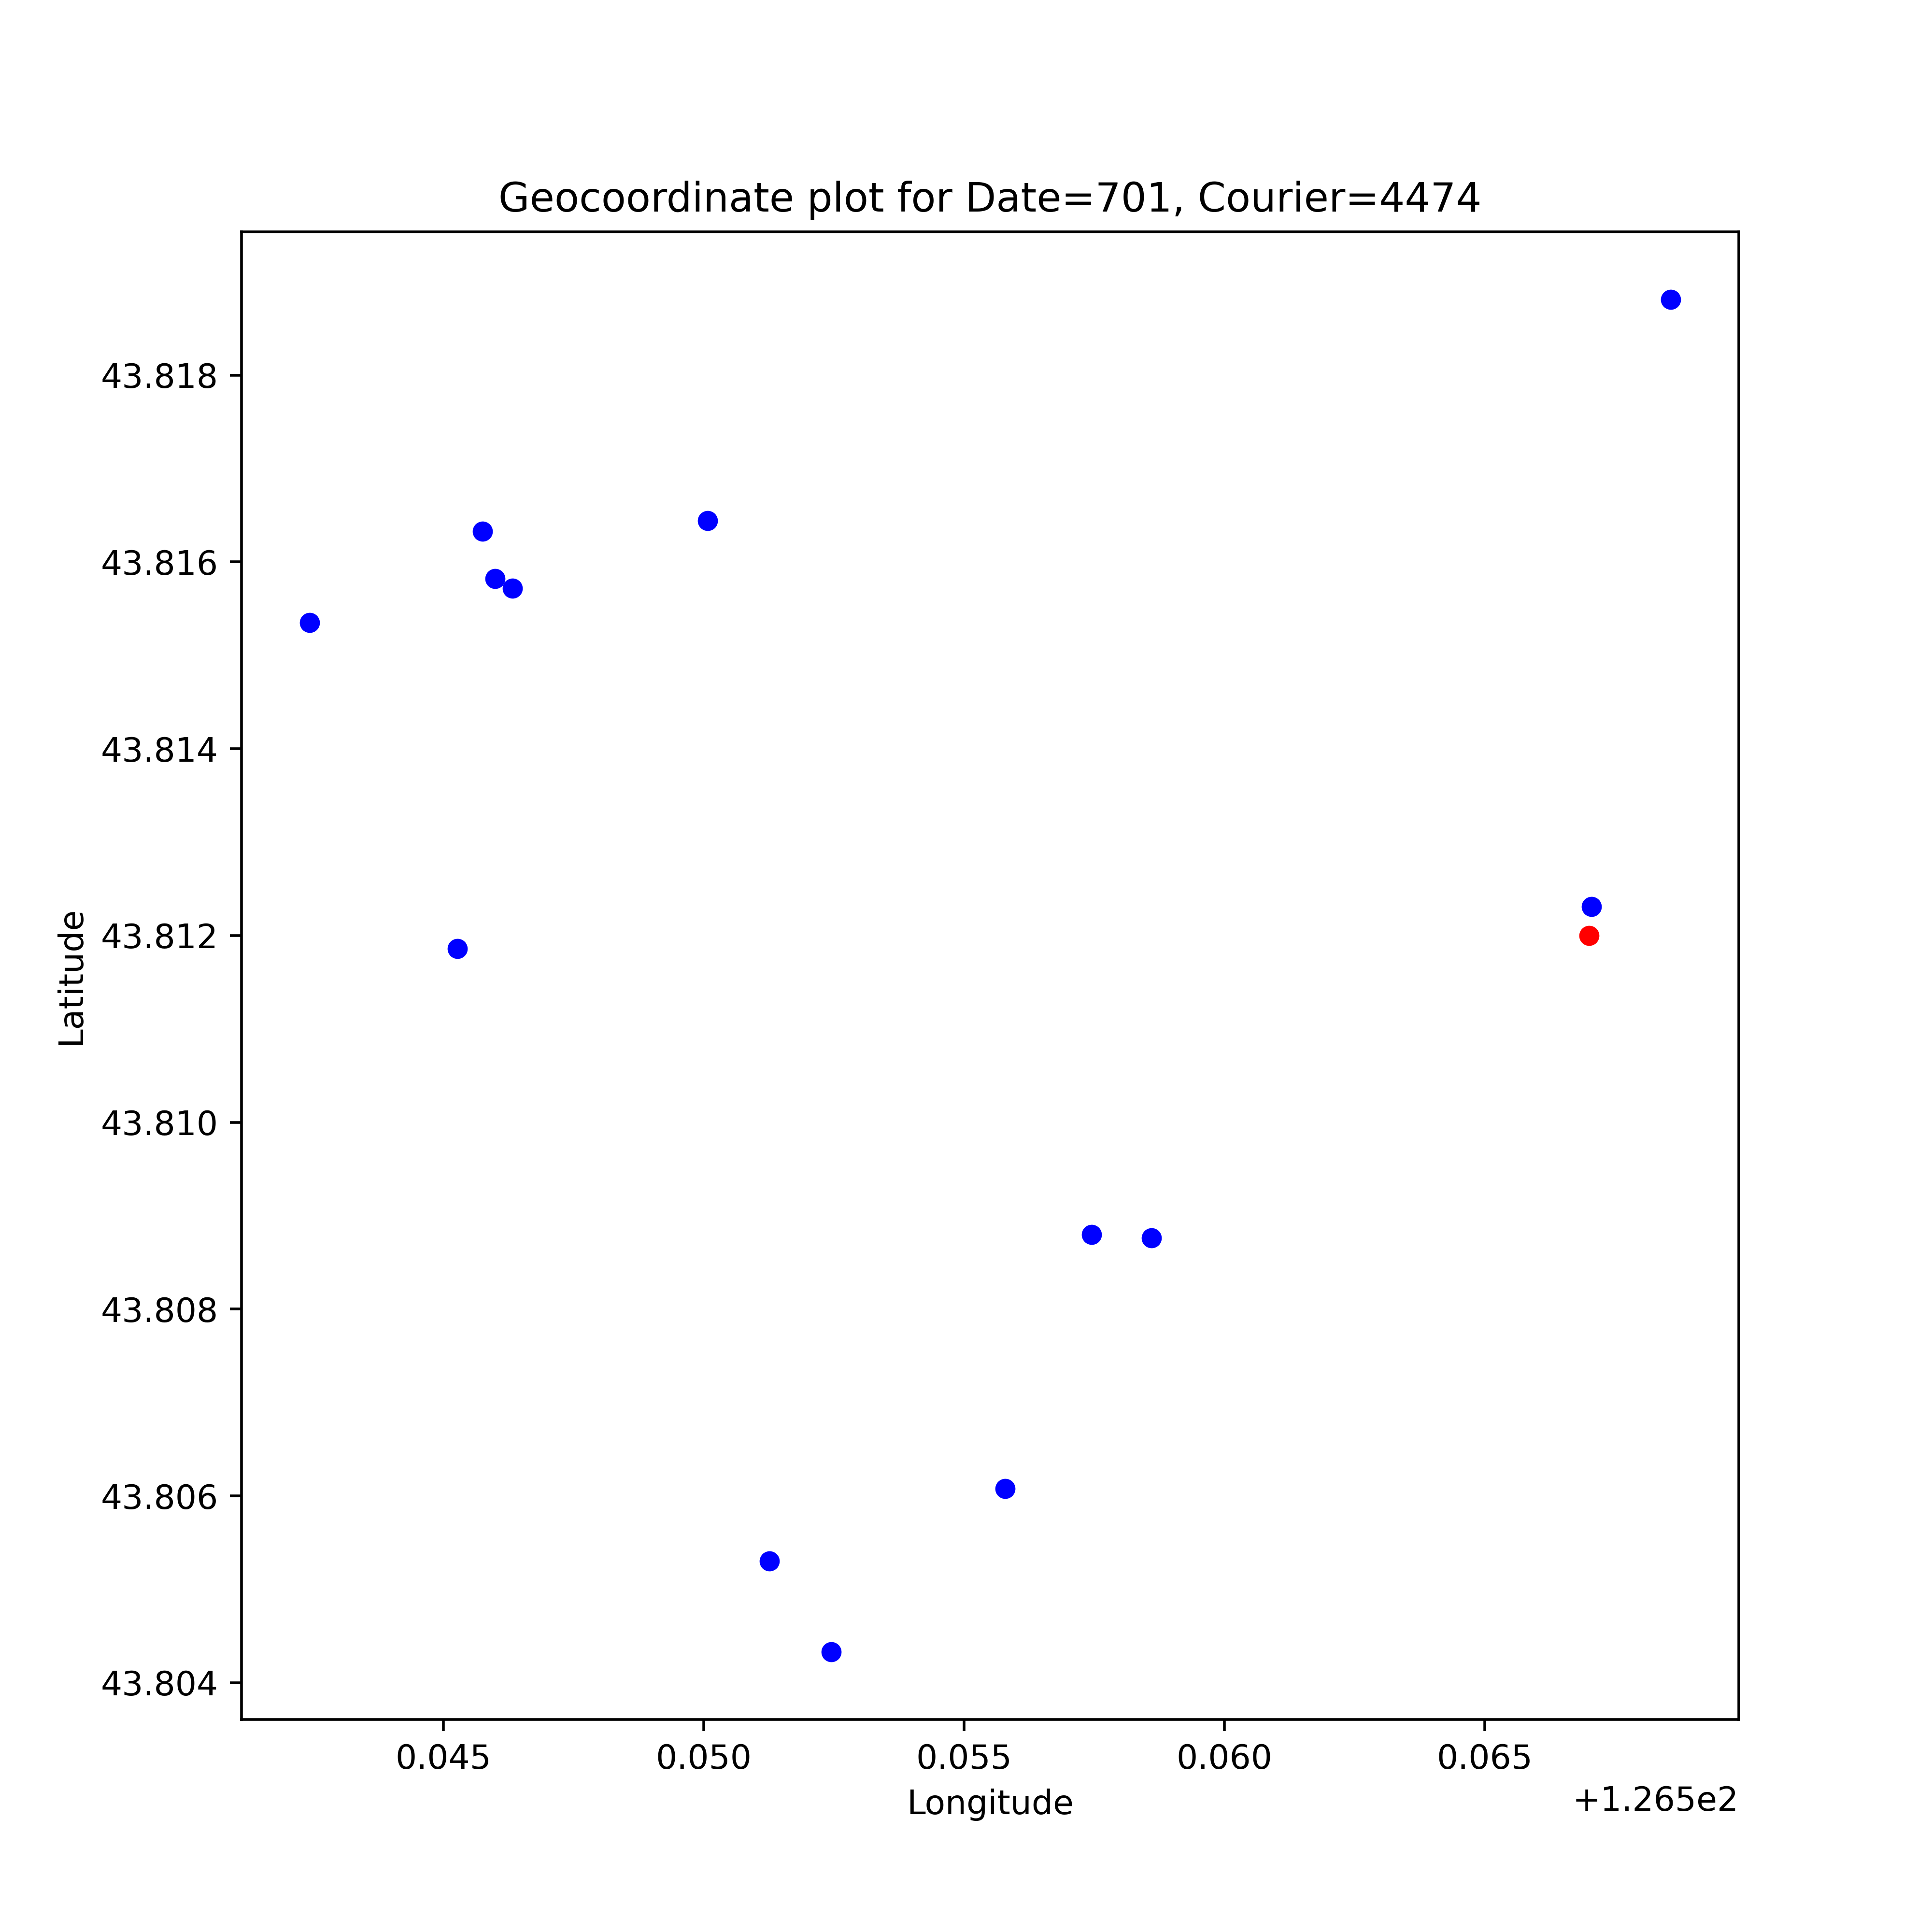 Geocoordinate plot for Date=701, Courier=4474
43.818
43.816
43.814
43.812
43.810
43.808
43.806
43.804
Latitude
0.045 0.050 0.055 0.060 0.065
+1.265e2
Longitude